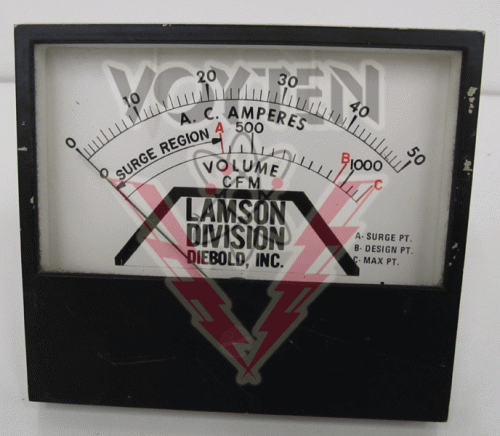 VOYTEN
0 10 20 30 40 50
A. C. AMPERES
0 SURGE REGION A 500 B 1000 C
VOLUME
CFM
LAMSON
DIVISION
DIEBOLD, INC.
A- SURGE PT.
B- DESIGN PT.
C- MAX PT.